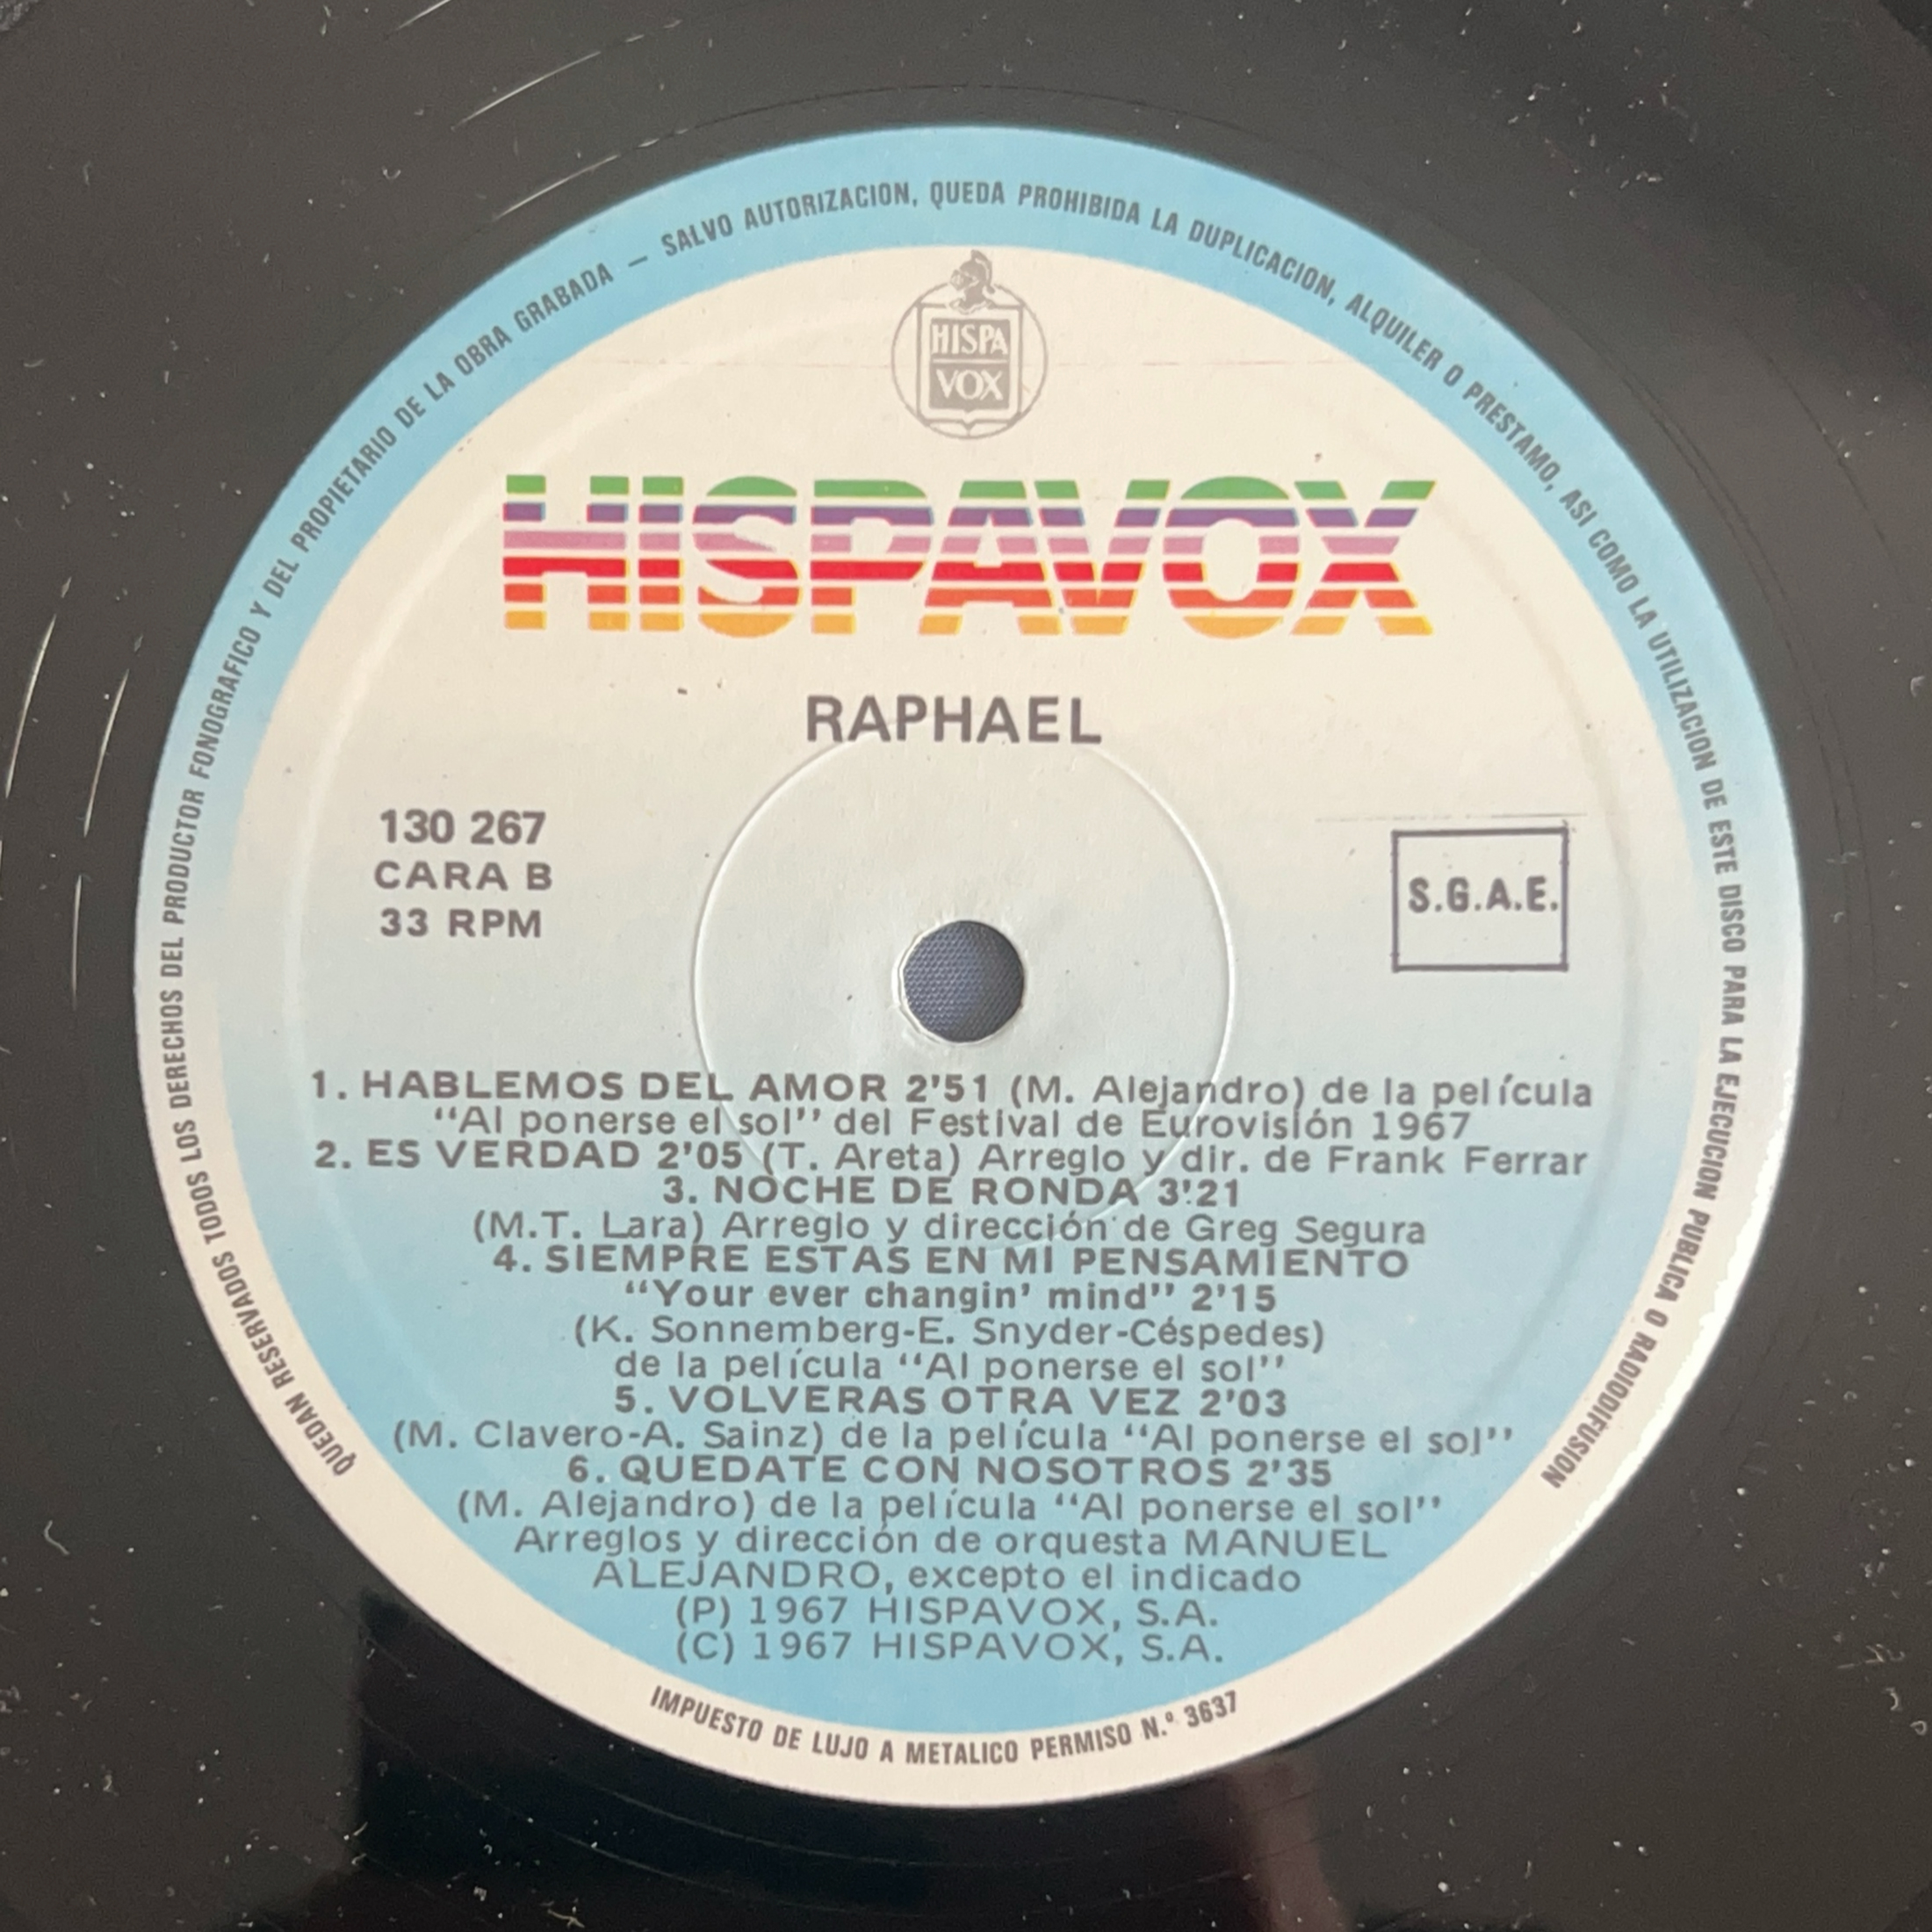 QUEDAN RESERVADOS TODOS LOS DERECHOS DEL PRODUCTOR FONOGRAFICO Y DEL PROPIETARIO DE LA OBRA GRABADA — SALVO AUTORIZACION, QUEDA PROHIBIDA LA DUPLICACION, ALQUILER O PRESTAMO, ASI COMO LA UTILIZACION DE ESTE DISCO PARA LA EJECUCION PUBLICA O RADIODIFUSION
HISPA
VOX
HISPAVOX
RAPHAEL
130 267
CARA B
33 RPM
S.G.A.E.
1. HABLEMOS DEL AMOR 2'51 (M. Alejandro) de la película
"Al ponerse el sol" del Festival de Eurovisión 1967
2. ES VERDAD 2'05 (T. Areta) Arreglo y dir. de Frank Ferrar
3. NOCHE DE RONDA 3'21
(M.T. Lara) Arreglo y dirección de Greg Segura
4. SIEMPRE ESTAS EN MI PENSAMIENTO
"Your ever changin' mind" 2'15
(K. Sonnemberg-E. Snyder-Céspedes)
de la película "Al ponerse el sol"
5. VOLVERAS OTRA VEZ 2'03
(M. Clavero-A. Sainz) de la película "Al ponerse el sol"
6. QUEDATE CON NOSOTROS 2'35
(M. Alejandro) de la película "Al ponerse el sol"
Arreglos y dirección de orquesta MANUEL
ALEJANDRO, excepto el indicado
(P) 1967 HISPAVOX, S.A.
(C) 1967 HISPAVOX, S.A.
IMPUESTO DE LUJO A METALICO PERMISO N.º 3637